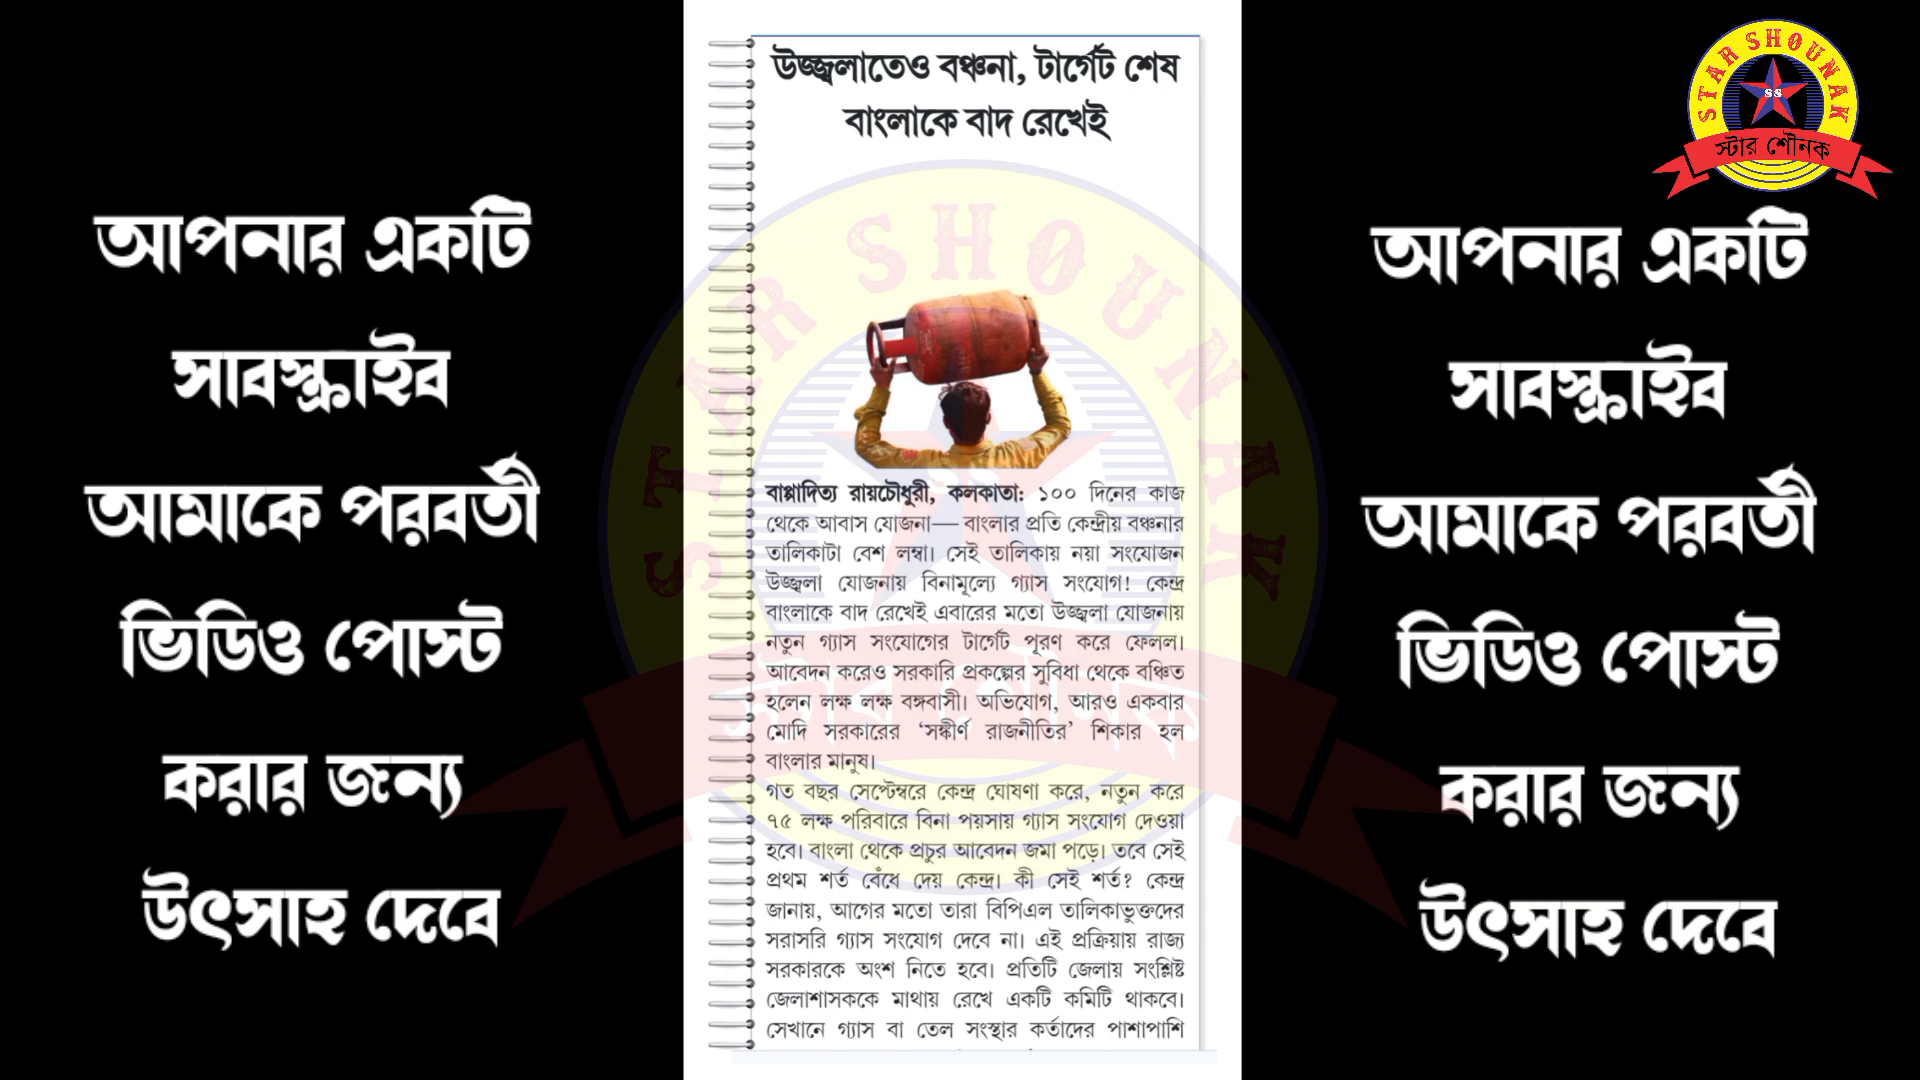 আপনার একটি
সাবস্ক্রাইব
আমাকে পরবর্তী
ভিডিও পোস্ট
করার জন্য
উৎসাহ দেবে
উজ্জ্বলাতেও বঞ্চনা, টার্গেট শেষ
বাংলাকে বাদ রেখেই
বাপ্পাদিত্য রায়চৌধুরী, কলকাতা: ১০০ দিনের কাজ
থেকে আবাস যোজনা— বাংলার প্রতি কেন্দ্রীয় বঞ্চনার
তালিকাটা বেশ লম্বা। সেই তালিকায় নয়া সংযোজন
উজ্জ্বলা যোজনায় বিনামূল্যে গ্যাস সংযোগ! কেন্দ্র
বাংলাকে বাদ রেখেই এবারের মতো উজ্জ্বলা যোজনায়
নতুন গ্যাস সংযোগের টার্গেট পূরণ করে ফেলল।
আবেদন করেও সরকারি প্রকল্পের সুবিধা থেকে বঞ্চিত
হলেন লক্ষ লক্ষ বঙ্গবাসী। অভিযোগ, আরও একবার
মোদি সরকারের ‘সঙ্কীর্ণ রাজনীতির’ শিকার হল
বাংলার মানুষ।
গত বছর সেপ্টেম্বরে কেন্দ্র ঘোষণা করে, নতুন করে
৭৫ লক্ষ পরিবারে বিনা পয়সায় গ্যাস সংযোগ দেওয়া
হবে। বাংলা থেকে প্রচুর আবেদন জমা পড়ে। তবে সেই
প্রথম শর্ত বেঁধে দেয় কেন্দ্র। কী সেই শর্ত? কেন্দ্র
জানায়, আগের মতো তারা বিপিএল তালিকাভুক্তদের
সরাসরি গ্যাস সংযোগ দেবে না। এই প্রক্রিয়ায় রাজ্য
সরকারকে অংশ নিতে হবে। প্রতিটি জেলায় সংশ্লিষ্ট
জেলাশাসককে মাথায় রেখে একটি কমিটি থাকবে।
সেখানে গ্যাস বা তেল সংস্থার কর্তাদের পাশাপাশি
STAR SHOUNAK
স্টার শৌনক
STAR SHOUNAK
SS
স্টার শৌনক
আপনার একটি
সাবস্ক্রাইব
আমাকে পরবর্তী
ভিডিও পোস্ট
করার জন্য
উৎসাহ দেবে